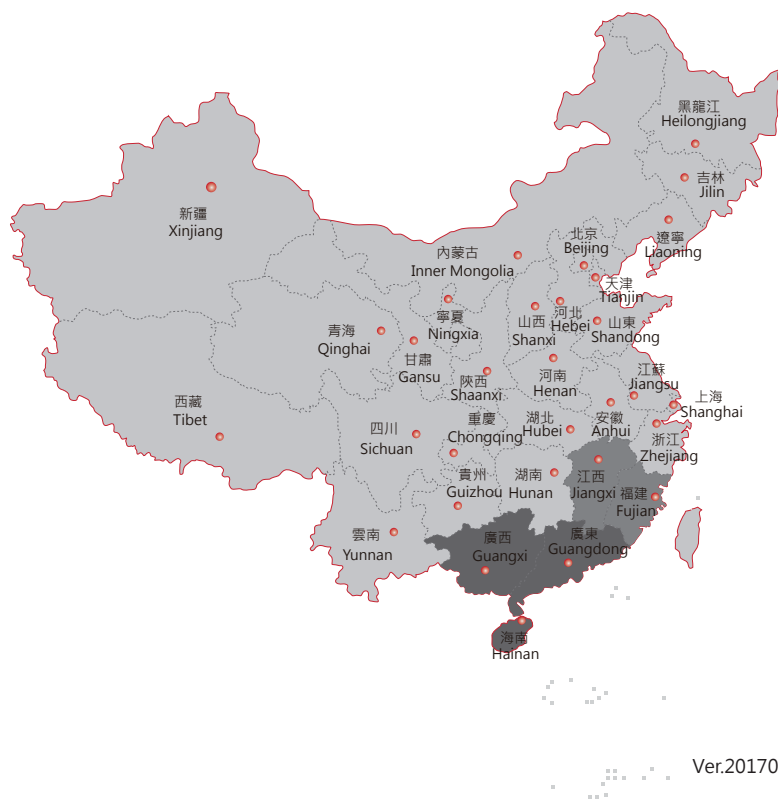 黑龍江
Heilongjiang
吉林
Jilin
新疆
Xinjiang
遼寧
Liaoning
北京
Beijing
內蒙古
Inner Mongolia
天津
Tianjin
寧夏
Ningxia
河北
Hebei
山西
Shanxi
山東
Shandong
青海
Qinghai
甘肅
Gansu
陝西
Shaanxi
河南
Henan
江蘇
Jiangsu
上海
Shanghai
西藏
Tibet
四川
Sichuan
重慶
Chongqing
湖北
Hubei
安徽
Anhui
浙江
Zhejiang
貴州
Guizhou
湖南
Hunan
江西
Jiangxi
福建
Fujian
雲南
Yunnan
廣西
Guangxi
廣東
Guangdong
海南
Hainan
Ver.20170